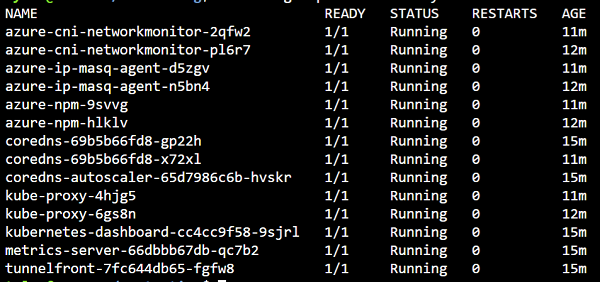 NAME READY STATUS RESTARTS AGE
azure-cni-networkmonitor-2qfw2 1/1 Running 0 11m
azure-cni-networkmonitor-pl6r7 1/1 Running 0 12m
azure-ip-masq-agent-d5zgv 1/1 Running 0 11m
azure-ip-masq-agent-n5bn4 1/1 Running 0 12m
azure-npm-9svvg 1/1 Running 0 11m
azure-npm-hlklv 1/1 Running 0 12m
coredns-69b5b66fd8-gp22h 1/1 Running 0 15m
coredns-69b5b66fd8-x72xl 1/1 Running 0 11m
coredns-autoscaler-65d7986c6b-hvskr 1/1 Running 0 15m
kube-proxy-4hjg5 1/1 Running 0 11m
kube-proxy-6gs8n 1/1 Running 0 12m
kubernetes-dashboard-cc4cc9f58-9sjrl 1/1 Running 0 15m
metrics-server-66dbbb67db-qc7b2 1/1 Running 0 15m
tunnelfront-7fc644db65-fgfw8 1/1 Running 0 15m